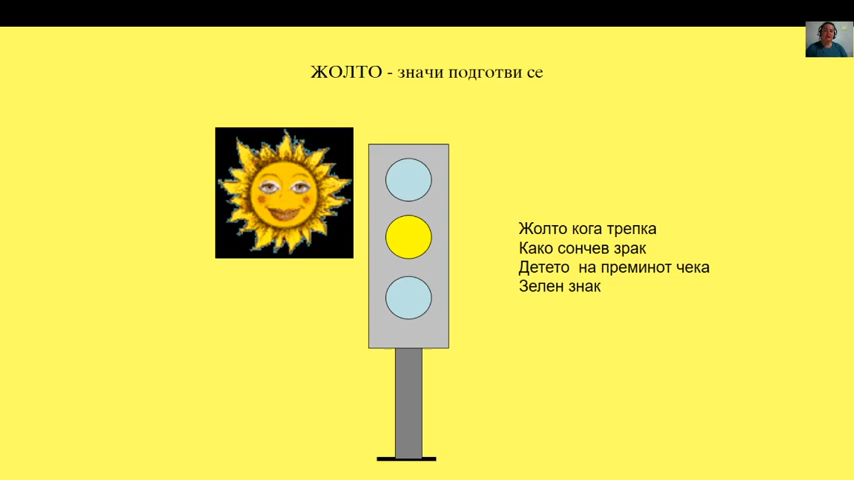 ЖОЛТО - значи подготви се
Жолто кога трепка
Како сончев зрак
Детето на преминот чека
Зелен знак